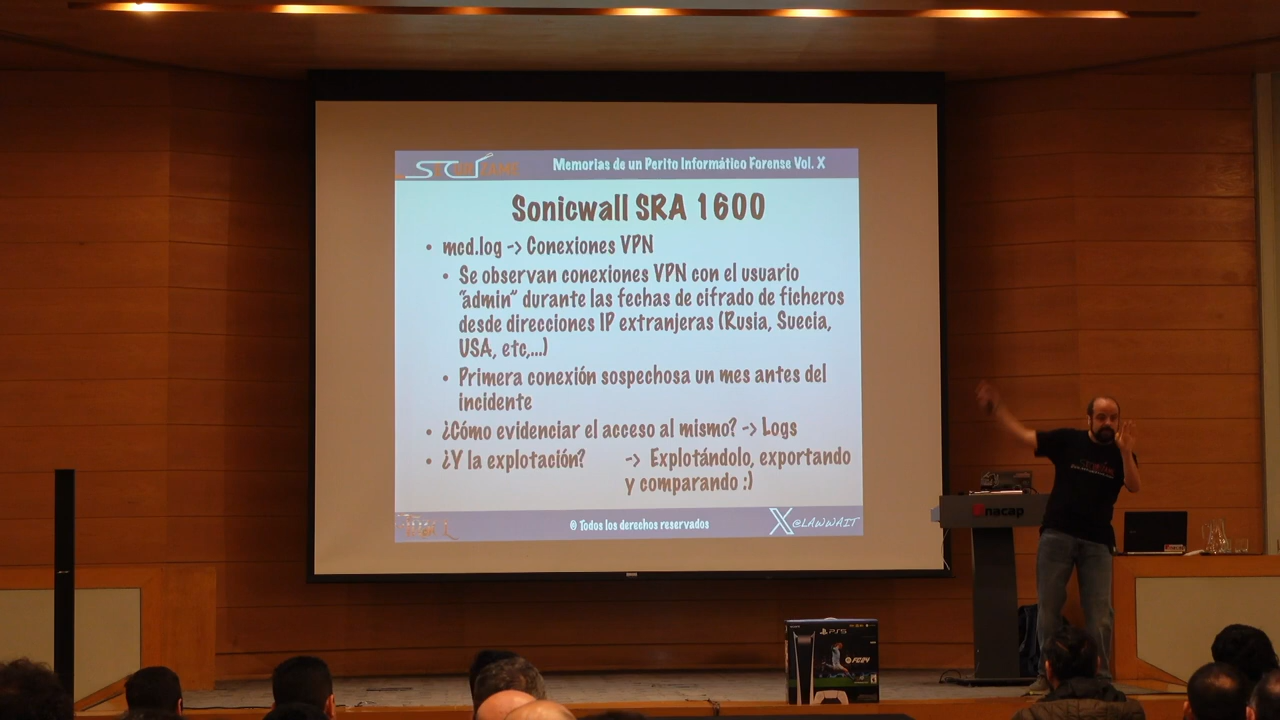 Memorias de un Perito Informático Forense Vol. X
Sonicwall SRA 1600
• mcd.log -> Conexiones VPN
• Se observan conexiones VPN con el usuario
"admin" durante las fechas de cifrado de ficheros
desde direcciones IP extranjeras (Rusia, Suecia,
USA, etc,...)
• Primera conexión sospechosa un mes antes del
incidente
• ¿Cómo evidenciar el acceso al mismo? -> Logs
• ¿Y la explotación? -> Explotándolo, exportando
y comparando :)
© Todos los derechos reservados
X @LAWWAIT
inacap
PS5
FC24